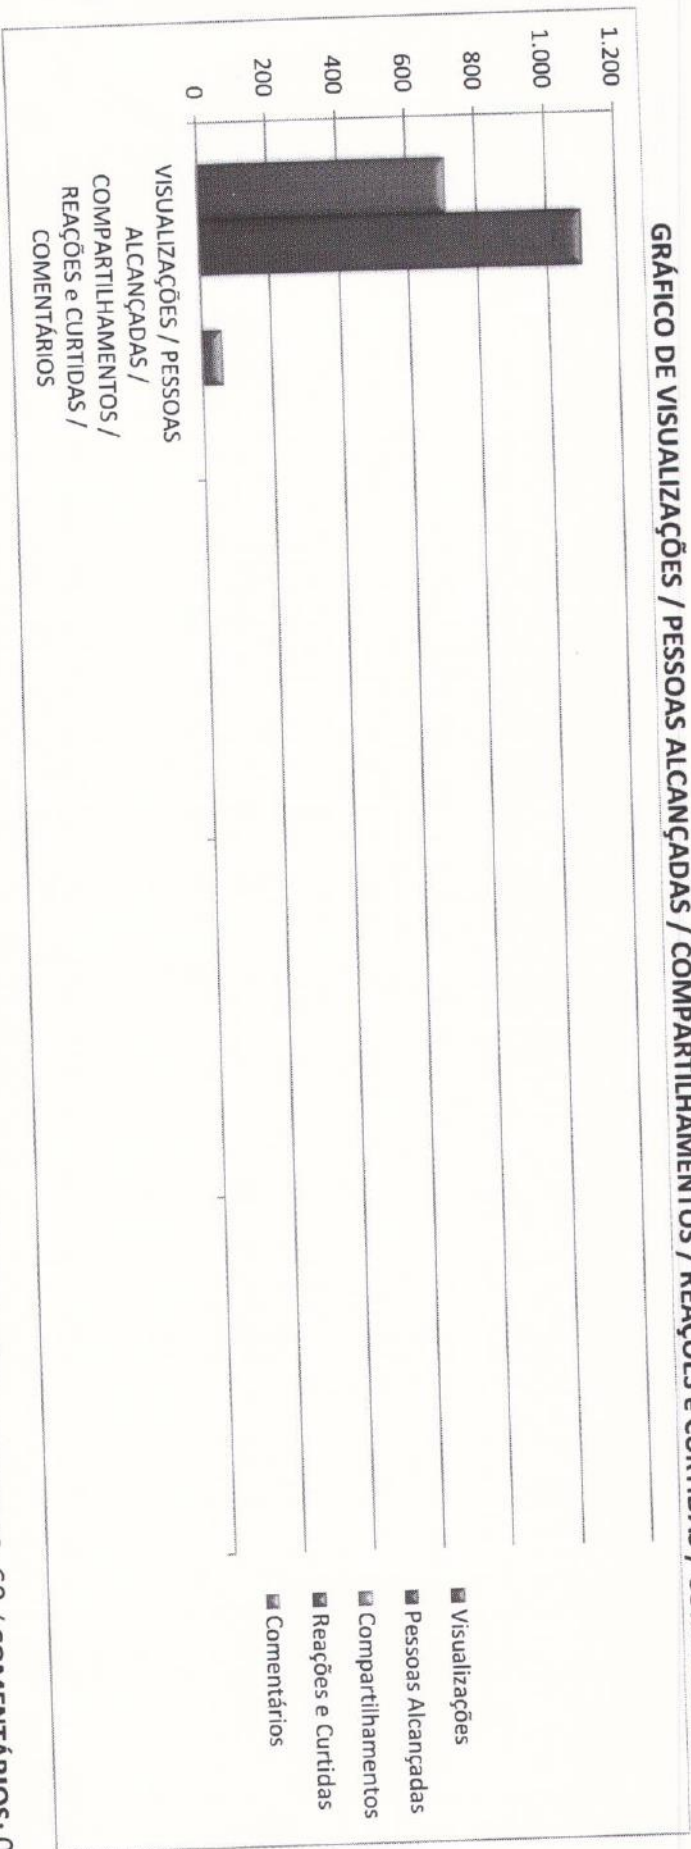 GRÁFICO DE VISUALIZAÇÕES / PESSOAS ALCANÇADAS / COMPARTILHAMENTOS / REAÇÕES e CURTIDAS /
1.200
1.000
800
600
400
200
0
VISUALIZAÇÕES / PESSOAS
ALCANÇADAS /
COMPARTILHAMENTOS /
REAÇÕES e CURTIDAS /
COMENTÁRIOS
Visualizações
Pessoas Alcançadas
Compartilhamentos
Reações e Curtidas
Comentários
/ COMENTÁRIOS: